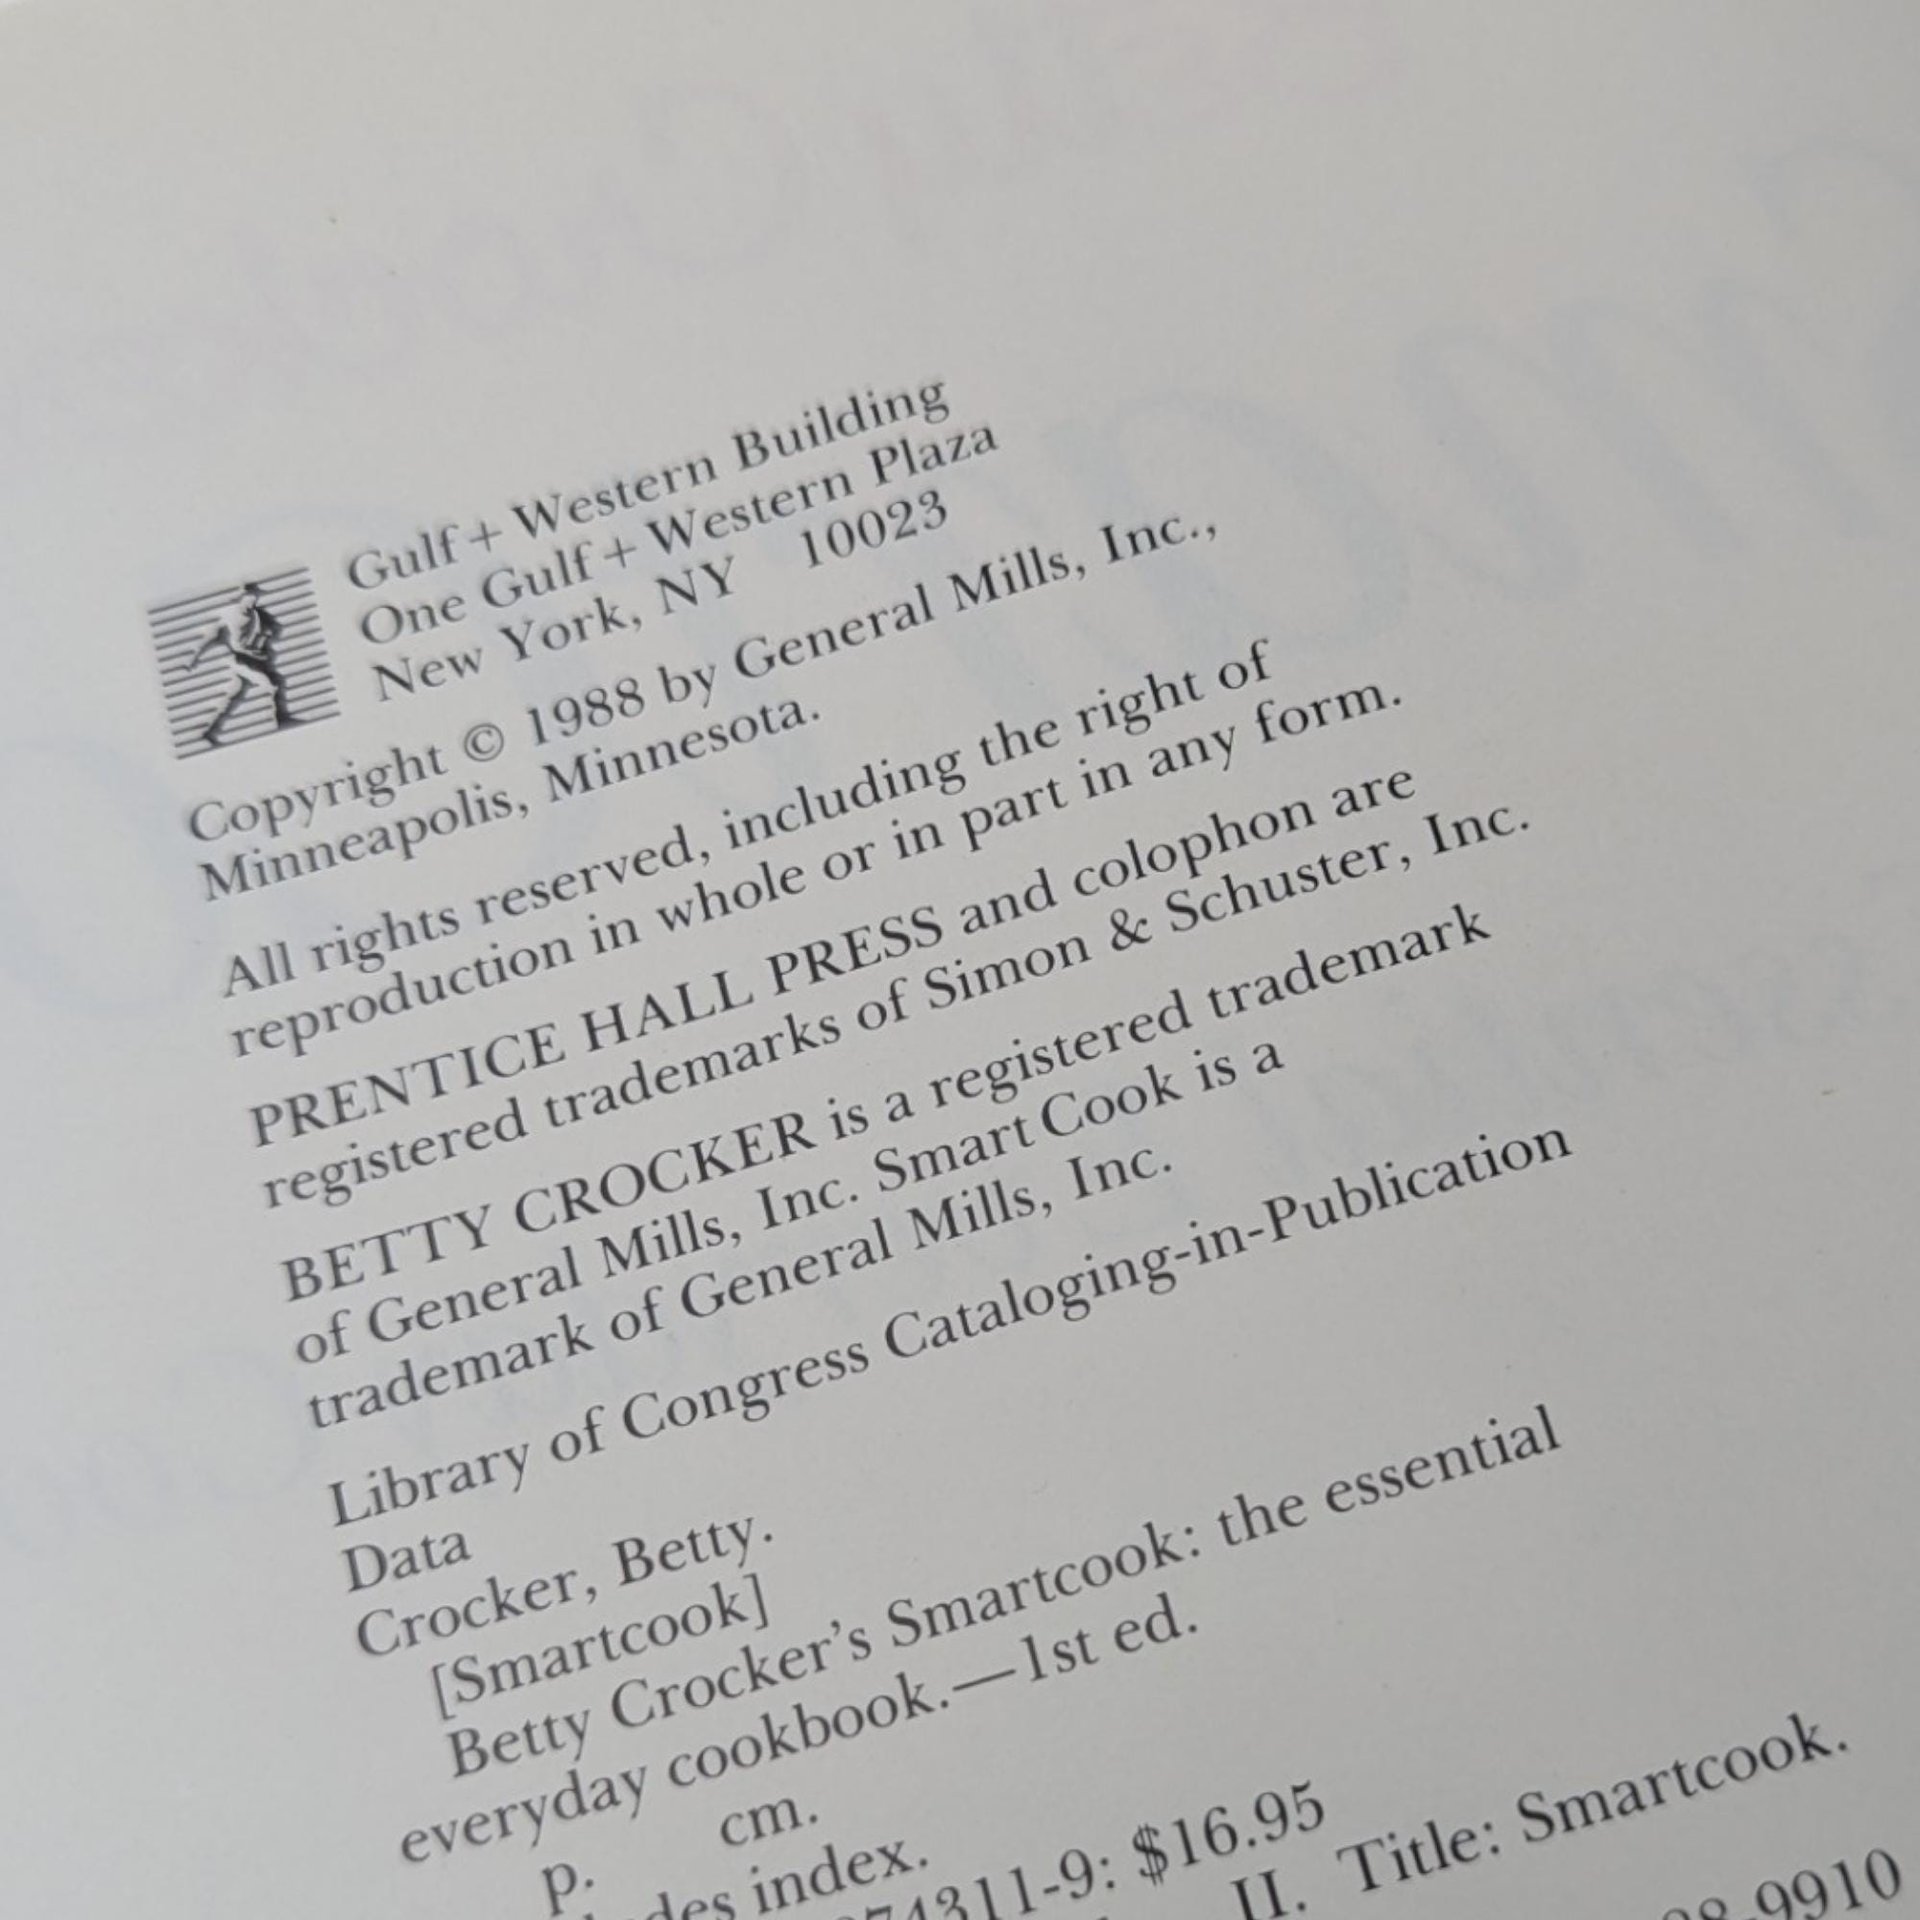 Gulf + Western Building
One Gulf + Western Plaza
New York, NY 10023
Copyright © 1988 by General Mills, Inc.,
Minneapolis, Minnesota.
All rights reserved, including the right of
reproduction in whole or in part in any form.
PRENTICE HALL PRESS and colophon are
registered trademarks of Simon & Schuster, Inc.
BETTY CROCKER is a registered trademark
of General Mills, Inc. Smart Cook is a
trademark of General Mills, Inc.
Library of Congress Cataloging-in-Publication
Data
Crocker, Betty.
[Smartcook]
Betty Crocker's Smartcook: the essential
everyday cookbook.—1st ed.
p. cm.
index.
74311-9: $16.95
II. Title: Smartcook.
-9910